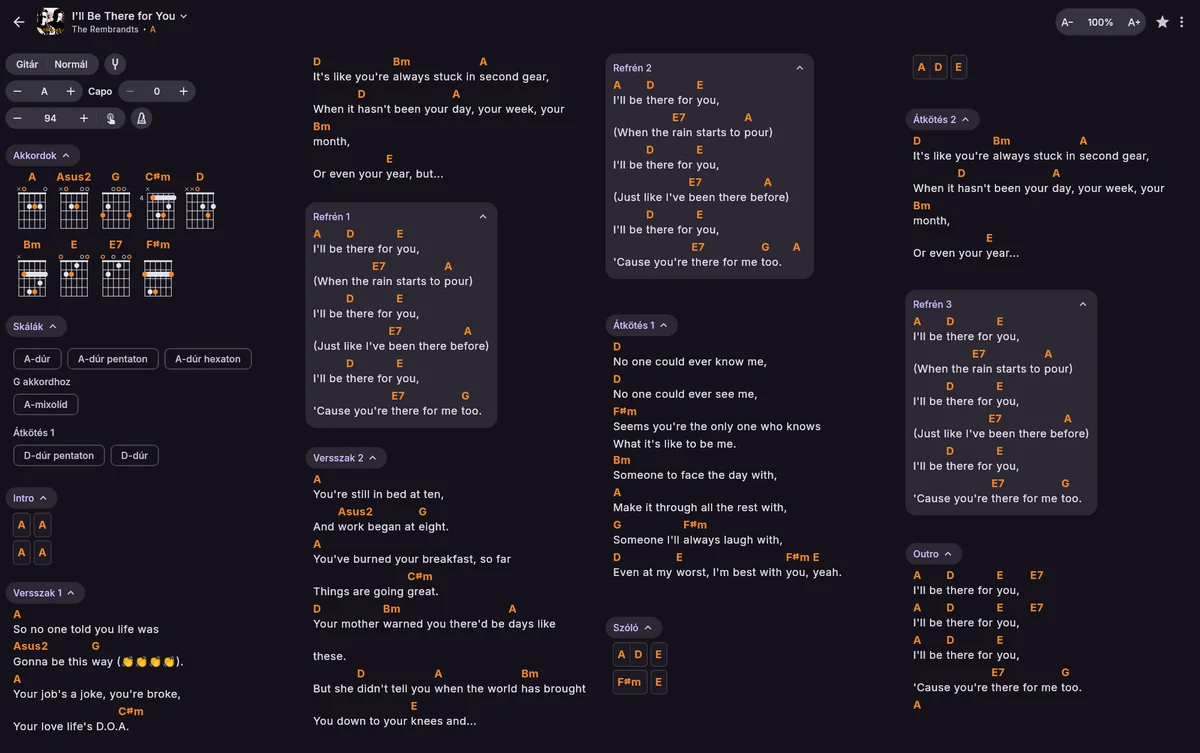 I'll Be There for You
The Rembrandts • A
A- 100% A+
Gitár Normál
− A + Capo − 0 +
− 94 +
Akkordok
A Asus2 G C#m D
4
Bm E E7 F#m
Skálák
A-dúr A-dúr pentaton A-dúr hexaton
G akkordhoz
A-mixolíd
Átkötés 1
D-dúr pentaton D-dúr
Intro
A A
A A
Versszak 1
A
So no one told you life was
Asus2 G
Gonna be this way (👏👏👏👏).
A
Your job's a joke, you're broke,
C#m
Your love life's D.O.A.
D Bm A
It's like you're always stuck in second gear,
D A
When it hasn't been your day, your week, your
Bm
month,
E
Or even your year, but...
Refrén 1
A D E
I'll be there for you,
E7 A
(When the rain starts to pour)
D E
I'll be there for you,
E7 A
(Just like I've been there before)
D E
I'll be there for you,
E7 G
'Cause you're there for me too.
Versszak 2
A
You're still in bed at ten,
Asus2 G
And work began at eight.
A
You've burned your breakfast, so far
C#m
Things are going great.
D Bm A
Your mother warned you there'd be days like
these.
D A Bm
But she didn't tell you when the world has brought
E
You down to your knees and...
Refrén 2
A D E
I'll be there for you,
E7 A
(When the rain starts to pour)
D E
I'll be there for you,
E7 A
(Just like I've been there before)
D E
I'll be there for you,
E7 G A
'Cause you're there for me too.
Átkötés 1
D
No one could ever know me,
D
No one could ever see me,
F#m
Seems you're the only one who knows
What it's like to be me.
Bm
Someone to face the day with,
A
Make it through all the rest with,
G F#m
Someone I'll always laugh with,
D E F#m E
Even at my worst, I'm best with you, yeah.
Szóló
A D E
F#m E
A D E
Átkötés 2
D Bm A
It's like you're always stuck in second gear,
D A
When it hasn't been your day, your week, your
Bm
month,
E
Or even your year...
Refrén 3
A D E
I'll be there for you,
E7 A
(When the rain starts to pour)
D E
I'll be there for you,
E7 A
(Just like I've been there before)
D E
I'll be there for you,
E7 G
'Cause you're there for me too.
Outro
A D E E7
I'll be there for you,
A D E E7
I'll be there for you,
A D E
I'll be there for you,
E7 G
'Cause you're there for me too.
A